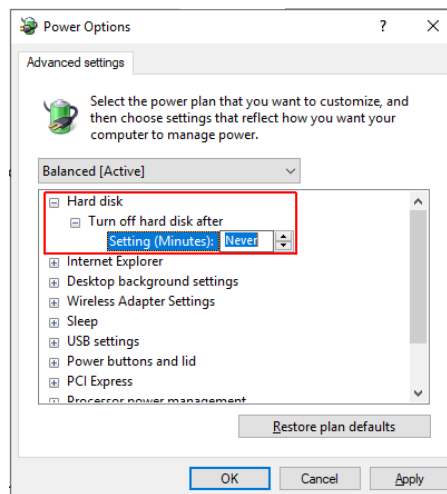 Power Options
Advanced settings
Select the power plan that you want to customize, and
then choose settings that reflect how you want your
computer to manage power.
Balanced [Active]
Hard disk
Turn off hard disk after
Setting (Minutes): Never
Internet Explorer
Desktop background settings
Wireless Adapter Settings
Sleep
USB settings
Power buttons and lid
PCI Express
Processor power management
Restore plan defaults
OK Cancel Apply